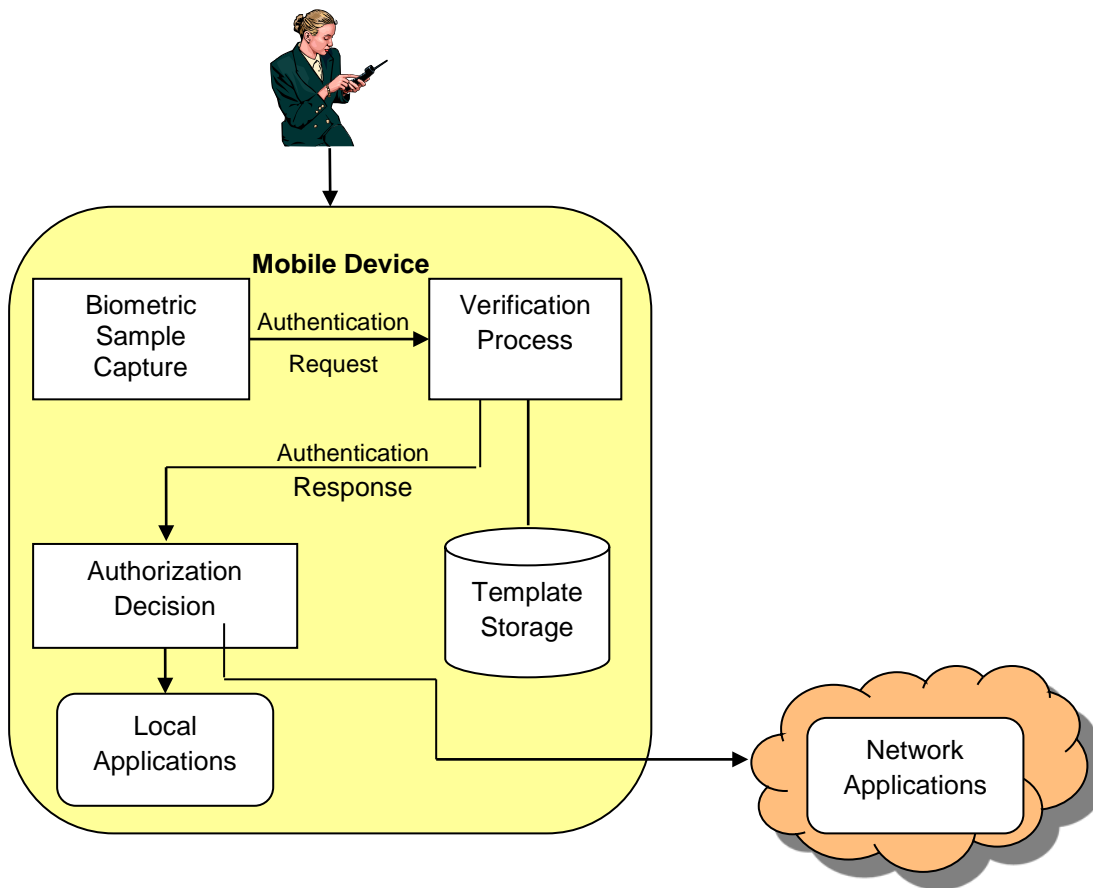 Mobile Device
Biometric
Sample
Capture
Authentication
Request
Verification
Process
Authentication
Response
Authorization
Decision
Template
Storage
Local
Applications
Network
Applications